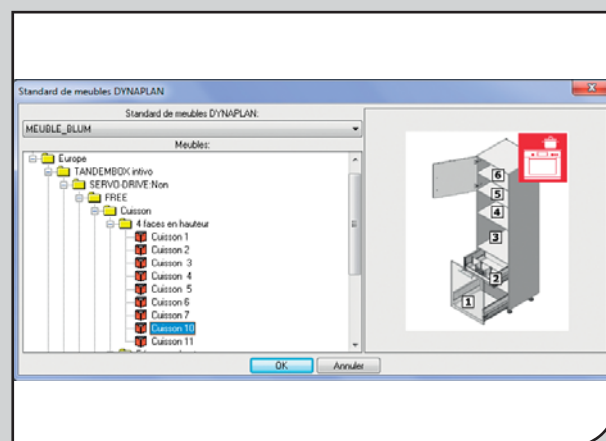 Standard de meubles DYNAPLAN
Standard de meubles DYNAPLAN:
MEUBLE_BLUM
Meubles:
Europe
TANDEMBOX intivo
SERVO-DRIVE:Non
FREE
Cuisson
4 faces en hauteur
Cuisson 1
Cuisson 2
Cuisson 3
Cuisson 4
Cuisson 5
Cuisson 6
Cuisson 7
Cuisson 10
Cuisson 11
6
5
4
3
2
1
OK
Annuler